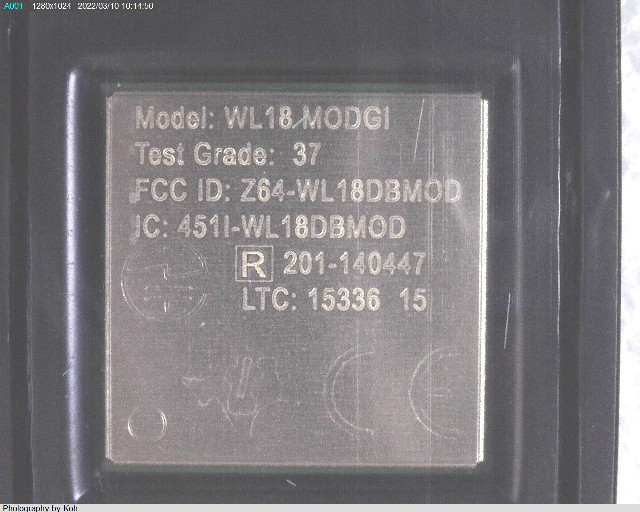 A001 1280x1024 2022/03/10 10:14:50
Model: WL18 MODGI
Test Grade: 37
FCC ID: Z64-WL18DBMOD
IC: 451I-WL18DBMOD
R 201-140447
LTC: 15336 15
CE
Photography by Koh